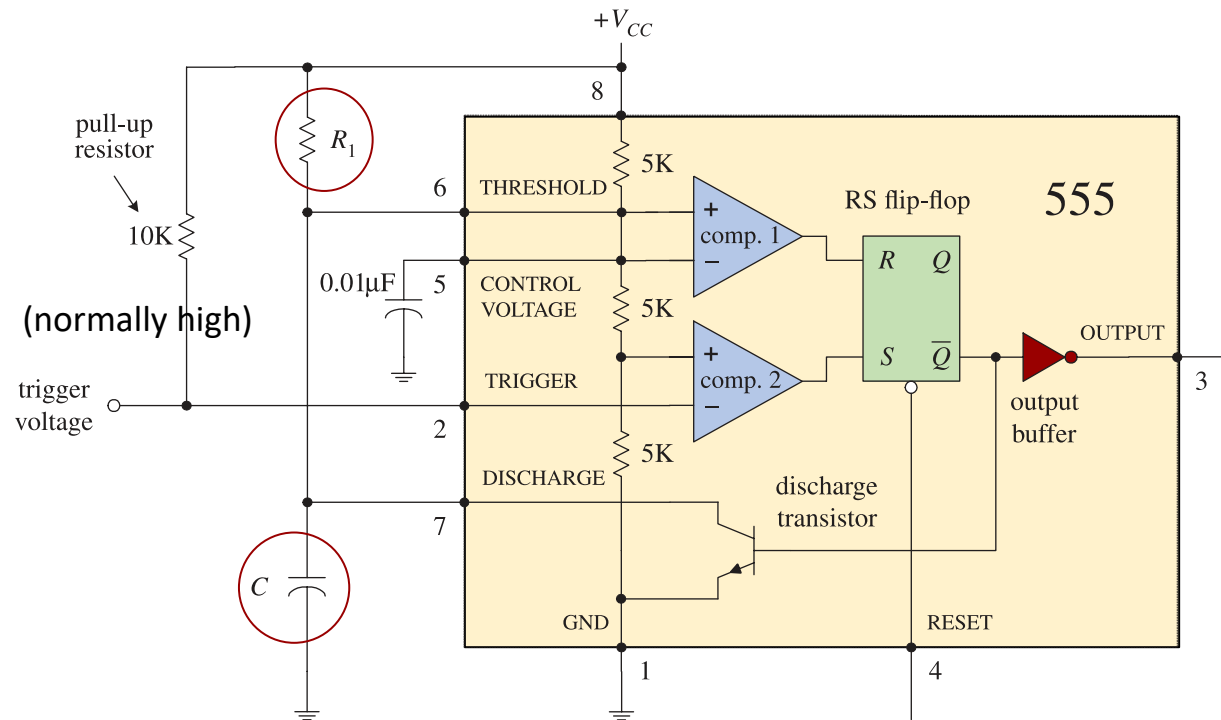 +V_CC
8
pull-up
resistor
R_1
10K
5K
6
THRESHOLD
+
comp. 1
−
RS flip-flop
555
R
Q
S
Q̅
0.01µF
5
CONTROL
VOLTAGE
5K
(normally high)
+
comp. 2
−
OUTPUT
3
trigger
voltage
TRIGGER
2
output
buffer
5K
DISCHARGE
7
discharge
transistor
C
GND
RESET
1
4